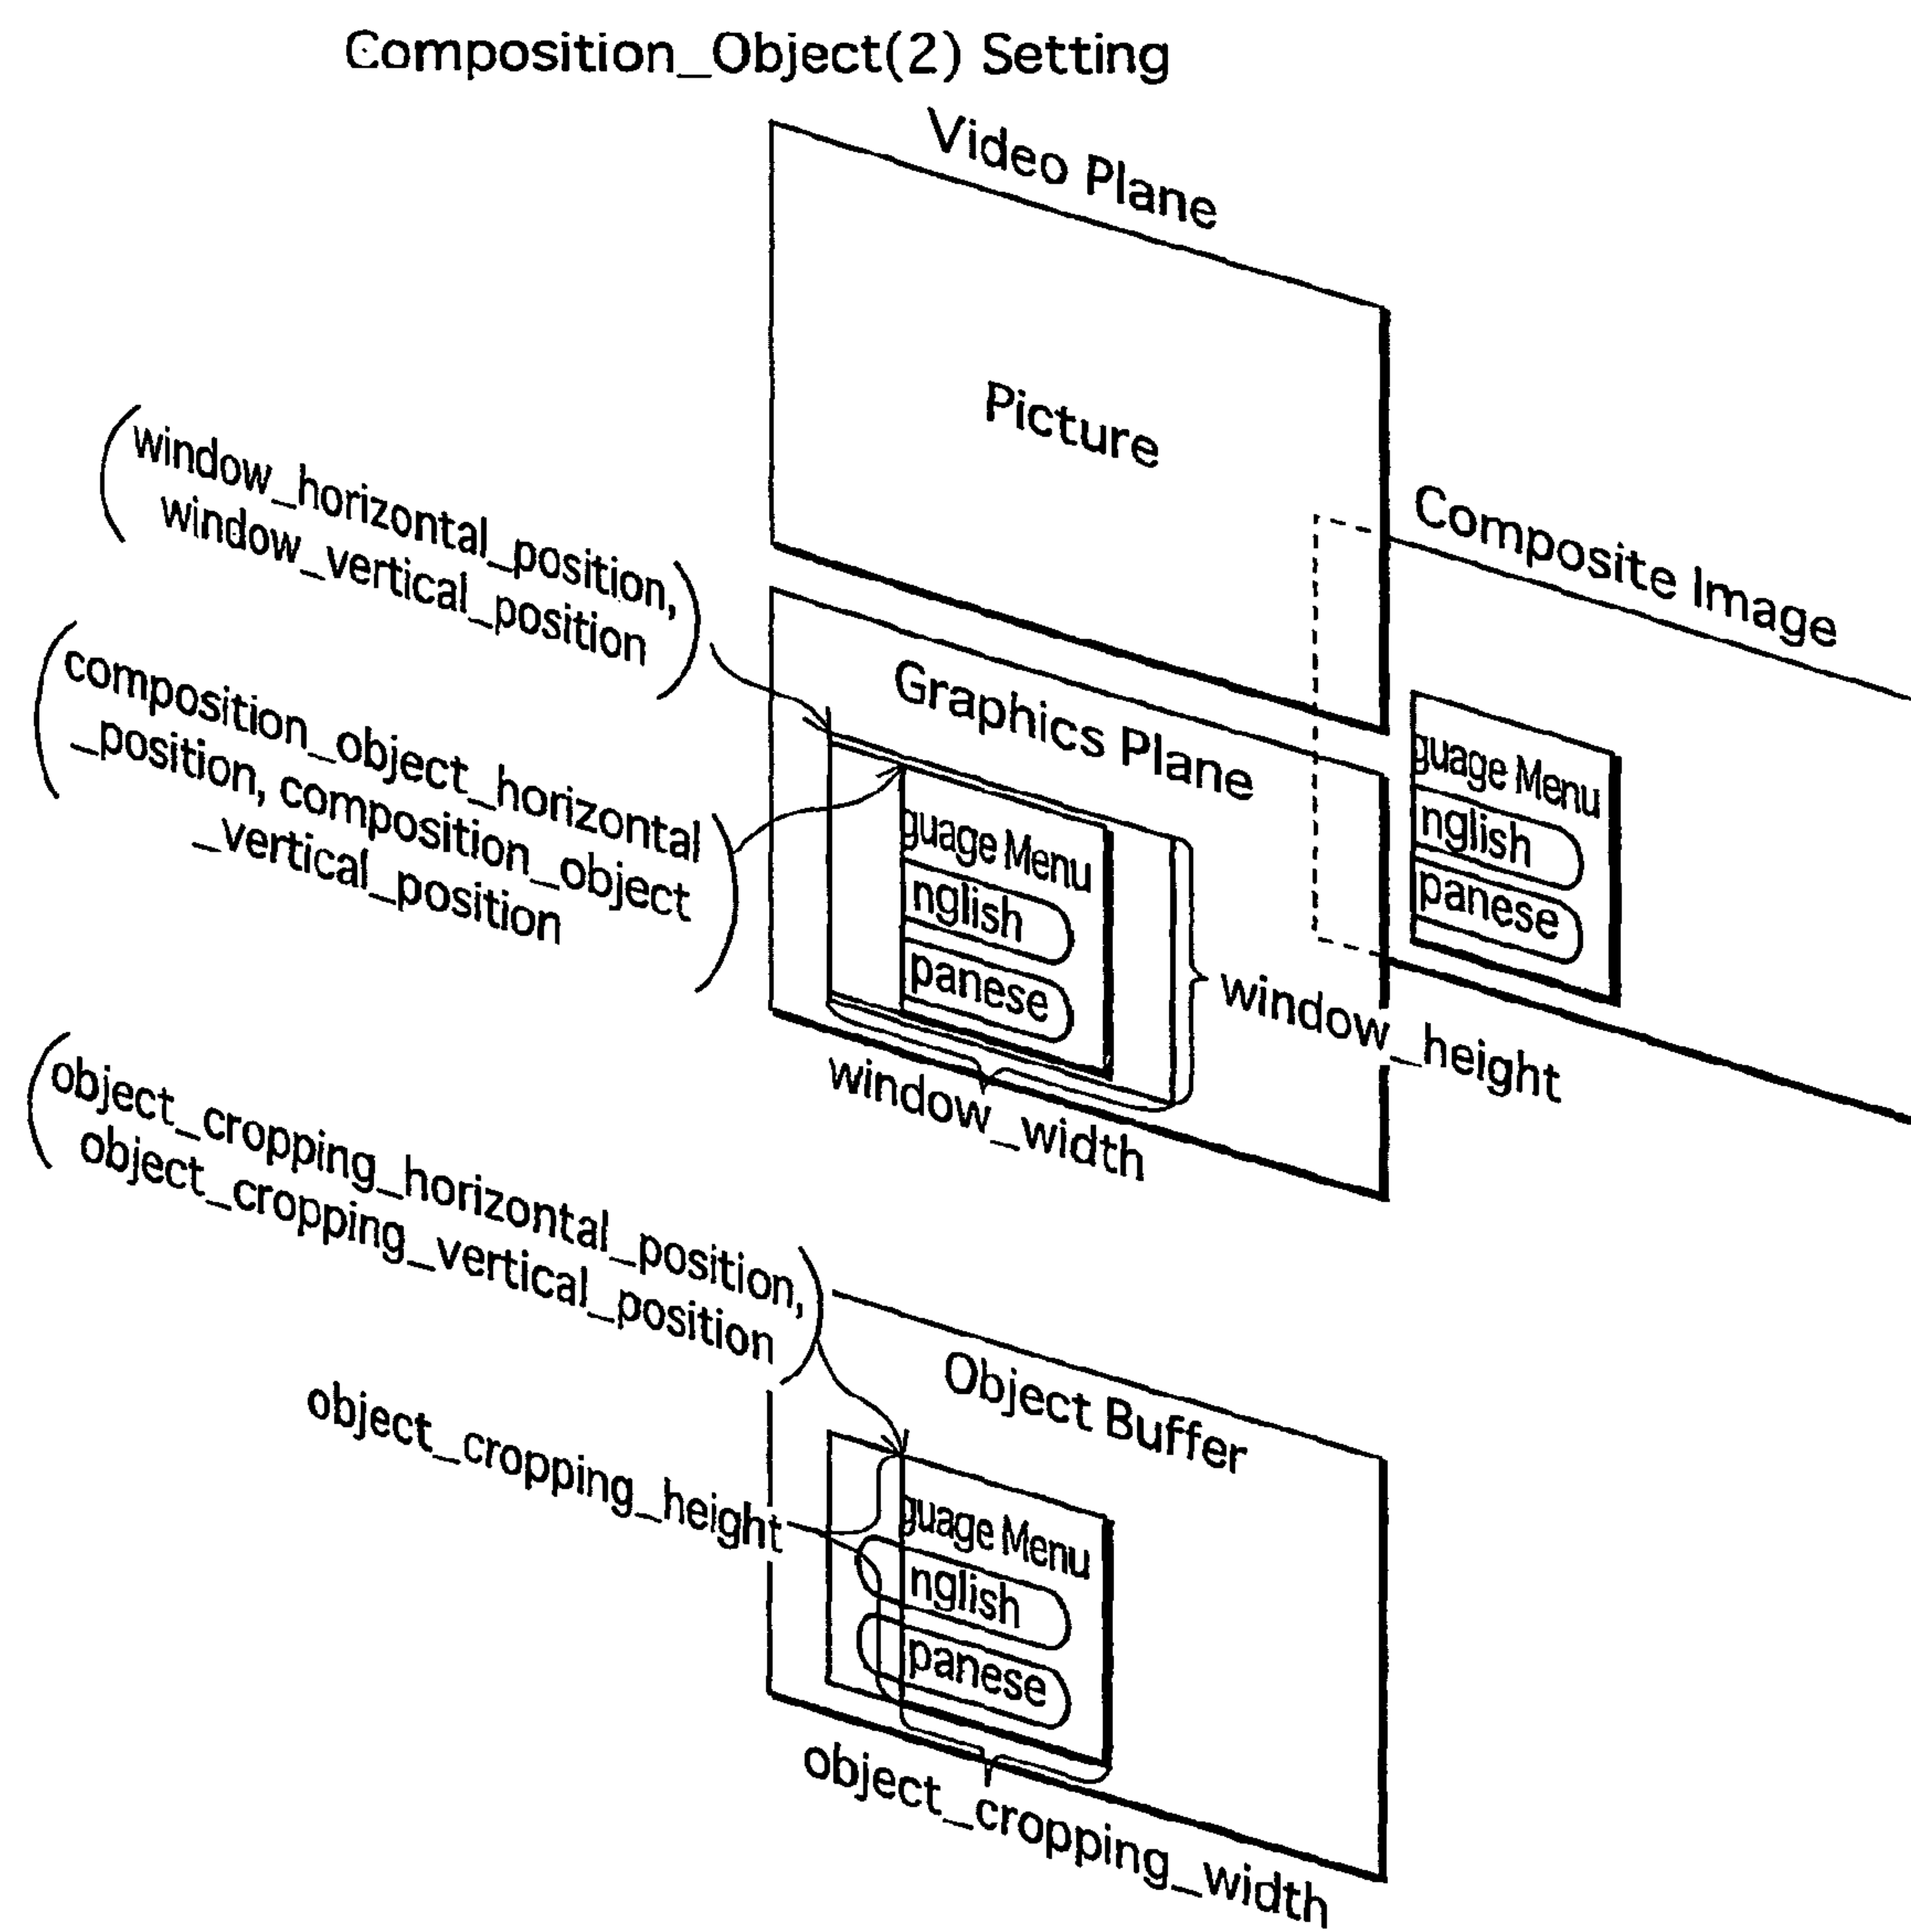 Composition_Object(2) Setting
Video Plane
Picture
(window_horizontal_position,
window_vertical_position)
Composite Image
(composition_object_horizontal
_position, composition_object
_vertical_position)
Graphics Plane
guage Menu
nglish
panese
guage Menu
nglish
panese
window_height
window_width
(object_cropping_horizontal_position,
object_cropping_vertical_position)
Object Buffer
object_cropping_height
guage Menu
nglish
panese
object_cropping_width